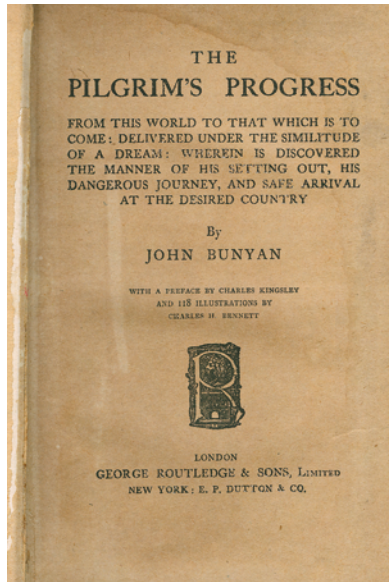 THE
PILGRIM'S PROGRESS
FROM THIS WORLD TO THAT WHICH IS TO
COME: DELIVERED UNDER THE SIMILITUDE
OF A DREAM: WHEREIN IS DISCOVERED
THE MANNER OF HIS SETTING OUT, HIS
DANGEROUS JOURNEY, AND SAFE ARRIVAL
AT THE DESIRED COUNTRY
By
JOHN BUNYAN
WITH A PREFACE BY CHARLES KINGSLEY
AND 118 ILLUSTRATIONS BY
CHARLES H. BENNETT
R
LONDON
GEORGE ROUTLEDGE & SONS, LIMITED
NEW YORK: E. P. DUTTON & CO.